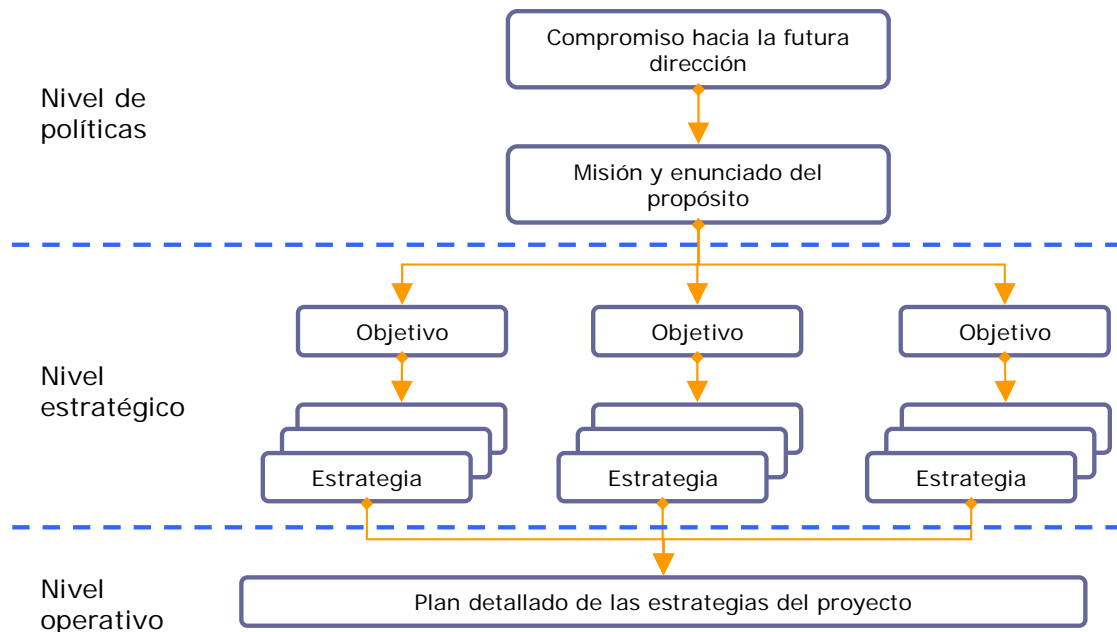 Compromiso hacia la futura
dirección
Nivel de
políticas
Misión y enunciado del
propósito
Objetivo
Objetivo
Objetivo
Nivel
estratégico
Estrategia
Estrategia
Estrategia
Nivel
operativo
Plan detallado de las estrategias del proyecto